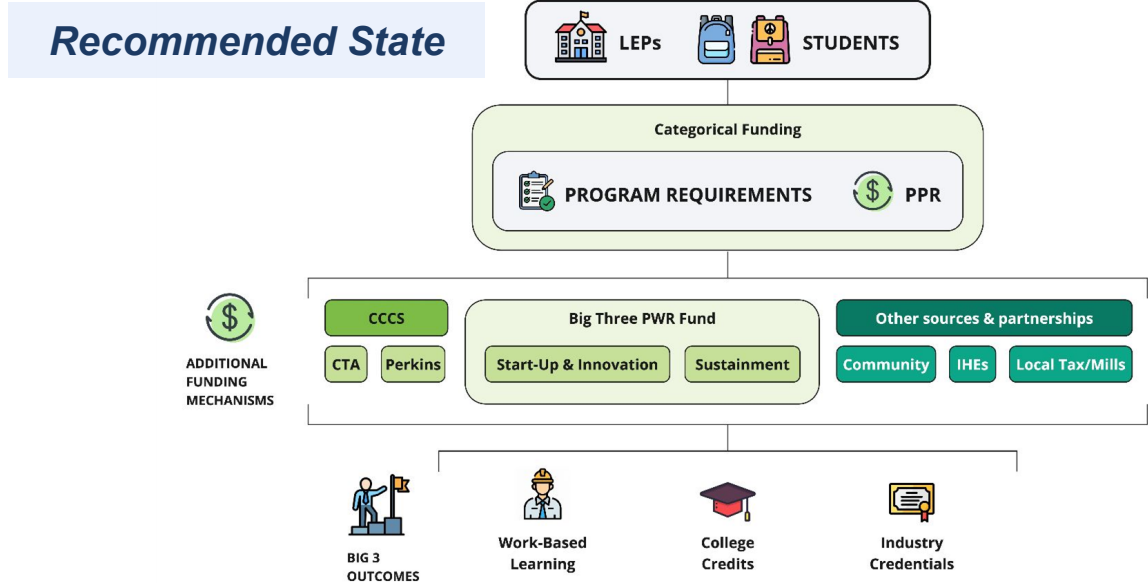 Recommended State
LEPs
STUDENTS
Categorical Funding
PROGRAM REQUIREMENTS
PPR
ADDITIONAL
FUNDING
MECHANISMS
CCCS
CTA
Perkins
Big Three PWR Fund
Start-Up & Innovation
Sustainment
Other sources & partnerships
Community
IHEs
Local Tax/Mills
BIG 3
OUTCOMES
Work-Based
Learning
College
Credits
Industry
Credentials